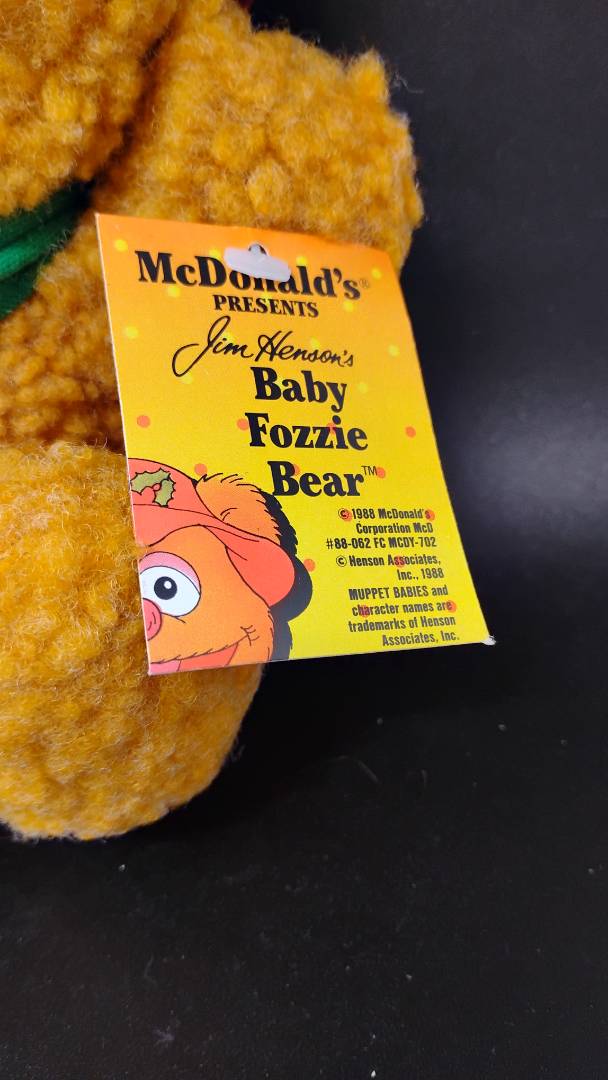 McDonald's®
PRESENTS
Jim Henson's
Baby
Fozzie
Bear™
© 1988 McDonald's
Corporation McD
#88-062 FC MCDY-702
© Henson Associates,
Inc., 1988
MUPPET BABIES and
character names are
trademarks of Henson
Associates, Inc.